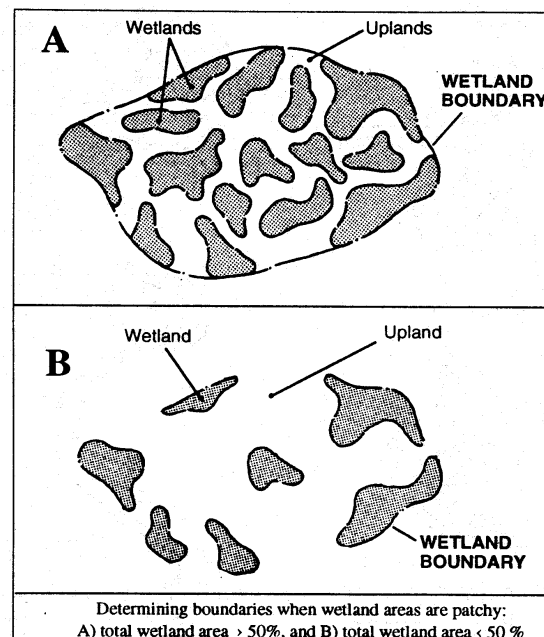 A
Wetlands
Uplands
WETLAND
BOUNDARY
B
Wetland
Upland
WETLAND
BOUNDARY
Determining boundaries when wetland areas are patchy:
A) total wetland area > 50%, and B) total wetland area < 50 %